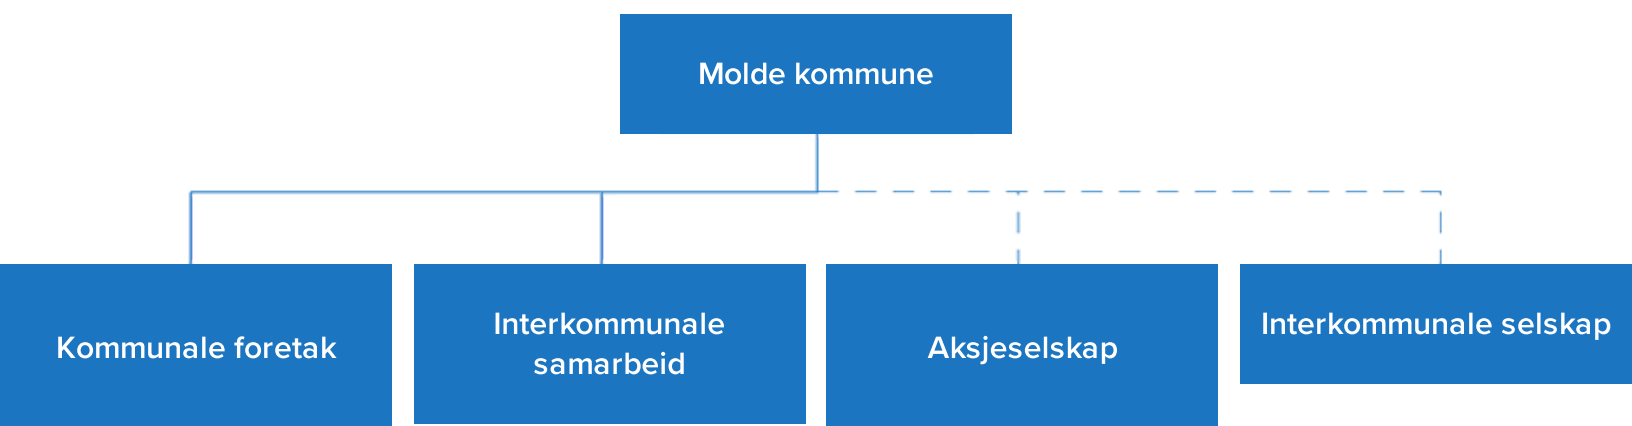 Molde kommune
Kommunale foretak
Interkommunale
samarbeid
Aksjeselskap
Interkommunale selskap